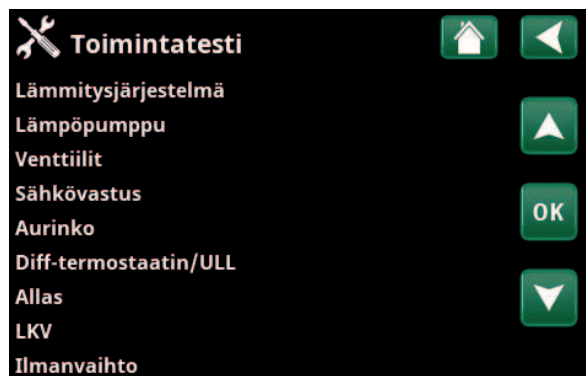 Toimintatesti
Lämmitysjärjestelmä
Lämpöpumppu
Venttiilit
Sähkövastus
OK
Aurinko
Diff-termostaatin/ULL
Allas
LKV
Ilmanvaihto